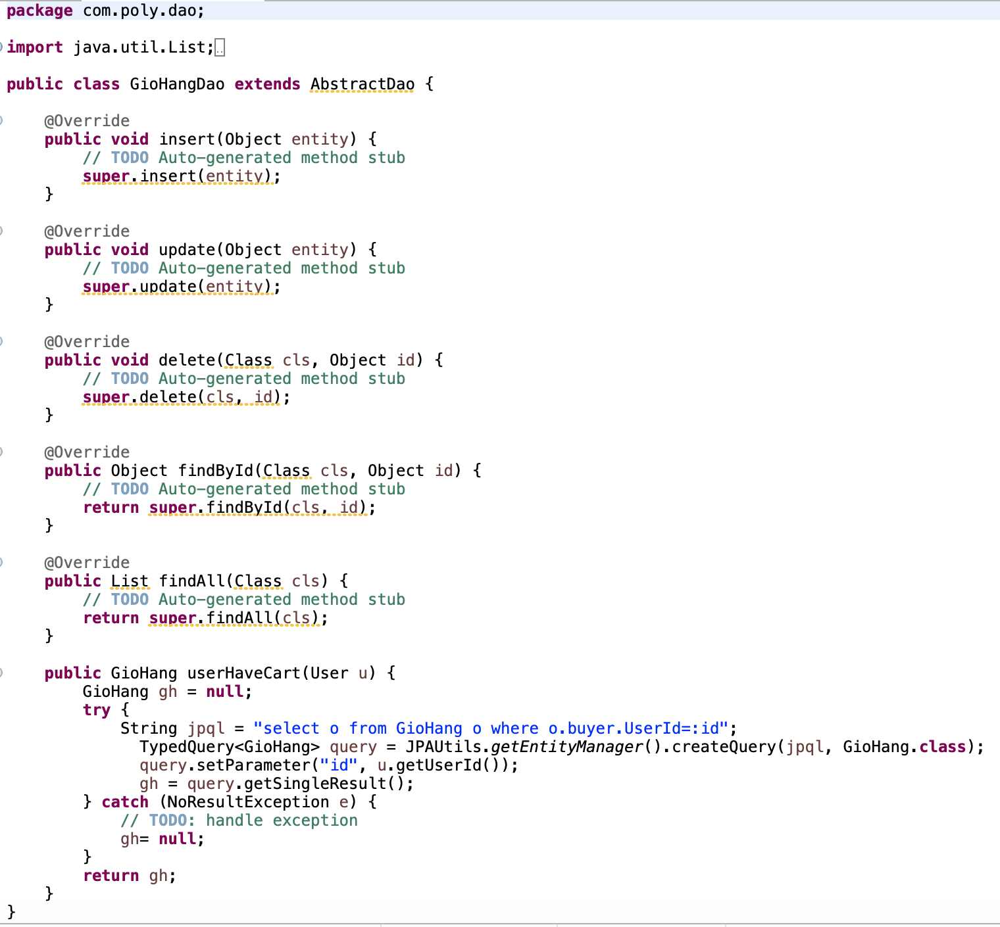 package com.poly.dao;
import java.util.List;
public class GioHangDao extends AbstractDao {
@Override
public void insert(Object entity) {
// TODO Auto-generated method stub
super.insert(entity);
}
@Override
public void update(Object entity) {
// TODO Auto-generated method stub
super.update(entity);
}
@Override
public void delete(Class cls, Object id) {
// TODO Auto-generated method stub
super.delete(cls, id);
}
@Override
public Object findById(Class cls, Object id) {
// TODO Auto-generated method stub
return super.findById(cls, id);
}
@Override
public List findAll(Class cls) {
// TODO Auto-generated method stub
return super.findAll(cls);
}
public GioHang userHaveCart(User u) {
GioHang gh = null;
try {
String jpql = "select o from GioHang o where o.buyer.UserId=:id";
TypedQuery<GioHang> query = JPAUtils.getEntityManager().createQuery(jpql, GioHang.class);
query.setParameter("id", u.getUserId());
gh = query.getSingleResult();
} catch (NoResultException e) {
// TODO: handle exception
gh= null;
}
return gh;
}
}